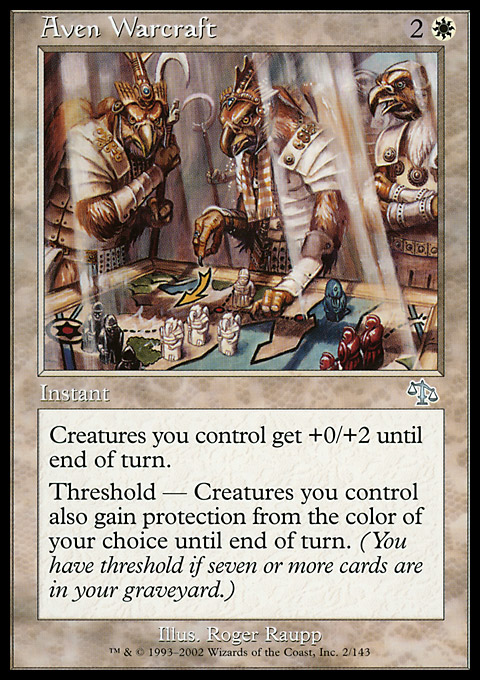 Aven Warcraft 2
Instant
Creatures you control get +0/+2 until
end of turn.
Threshold — Creatures you control
also gain protection from the color of
your choice until end of turn. (You
have threshold if seven or more cards are
in your graveyard.)
Illus. Roger Raupp
™ & © 1993–2002 Wizards of the Coast, Inc. 2/143